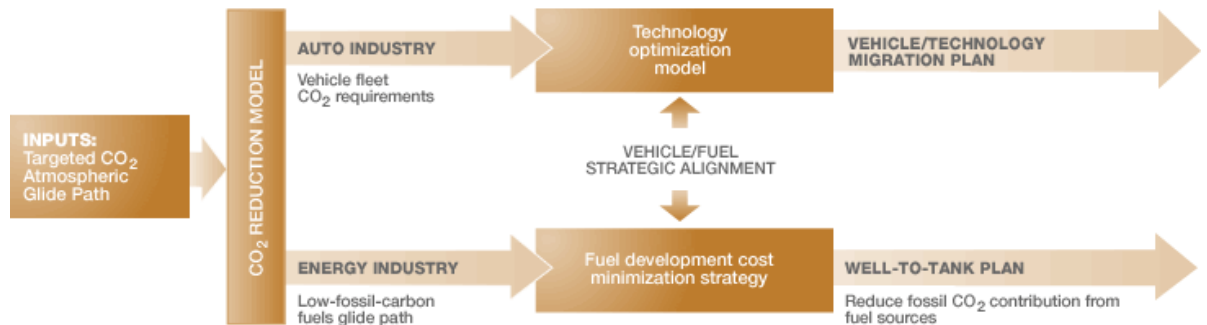 INPUTS:
Targeted CO₂
Atmospheric
Glide Path
CO₂ REDUCTION MODEL
AUTO INDUSTRY
Vehicle fleet
CO₂ requirements
Technology
optimization
model
VEHICLE/TECHNOLOGY
MIGRATION PLAN
VEHICLE/FUEL
STRATEGIC ALIGNMENT
ENERGY INDUSTRY
Low-fossil-carbon
fuels glide path
Fuel development cost
minimization strategy
WELL-TO-TANK PLAN
Reduce fossil CO₂ contribution from
fuel sources